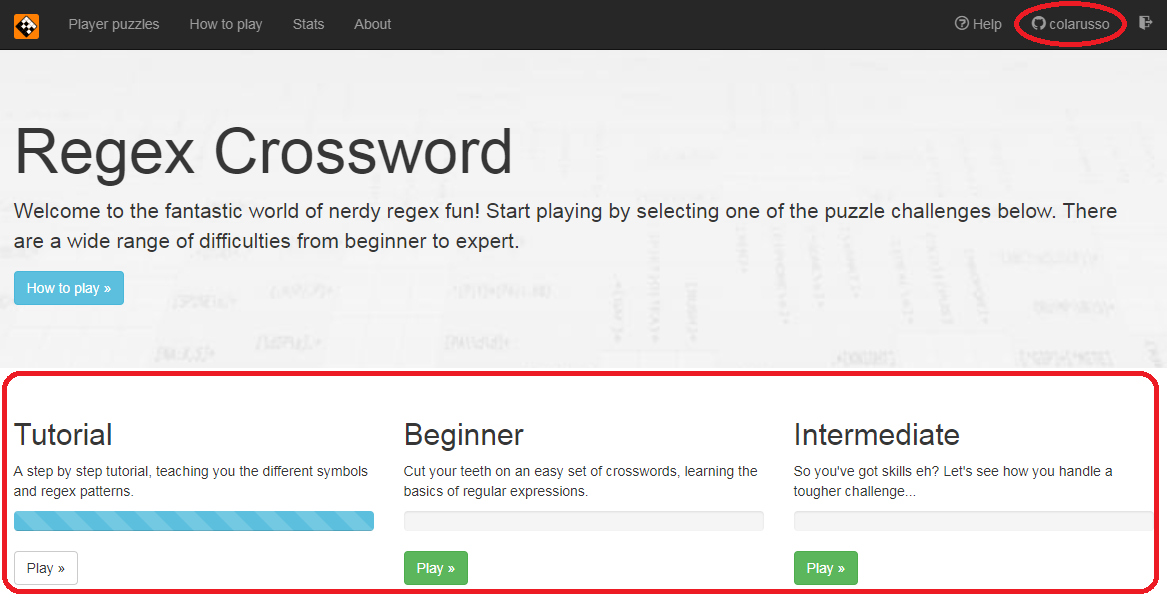 Player puzzles How to play Stats About Help colarusso
Regex Crossword
Welcome to the fantastic world of nerdy regex fun! Start playing by selecting one of the puzzle challenges below. There
are a wide range of difficulties from beginner to expert.
How to play »
Tutorial
A step by step tutorial, teaching you the different symbols
and regex patterns.
Play »
Beginner
Cut your teeth on an easy set of crosswords, learning the
basics of regular expressions.
Play »
Intermediate
So you've got skills eh? Let's see how you handle a
tougher challenge...
Play »